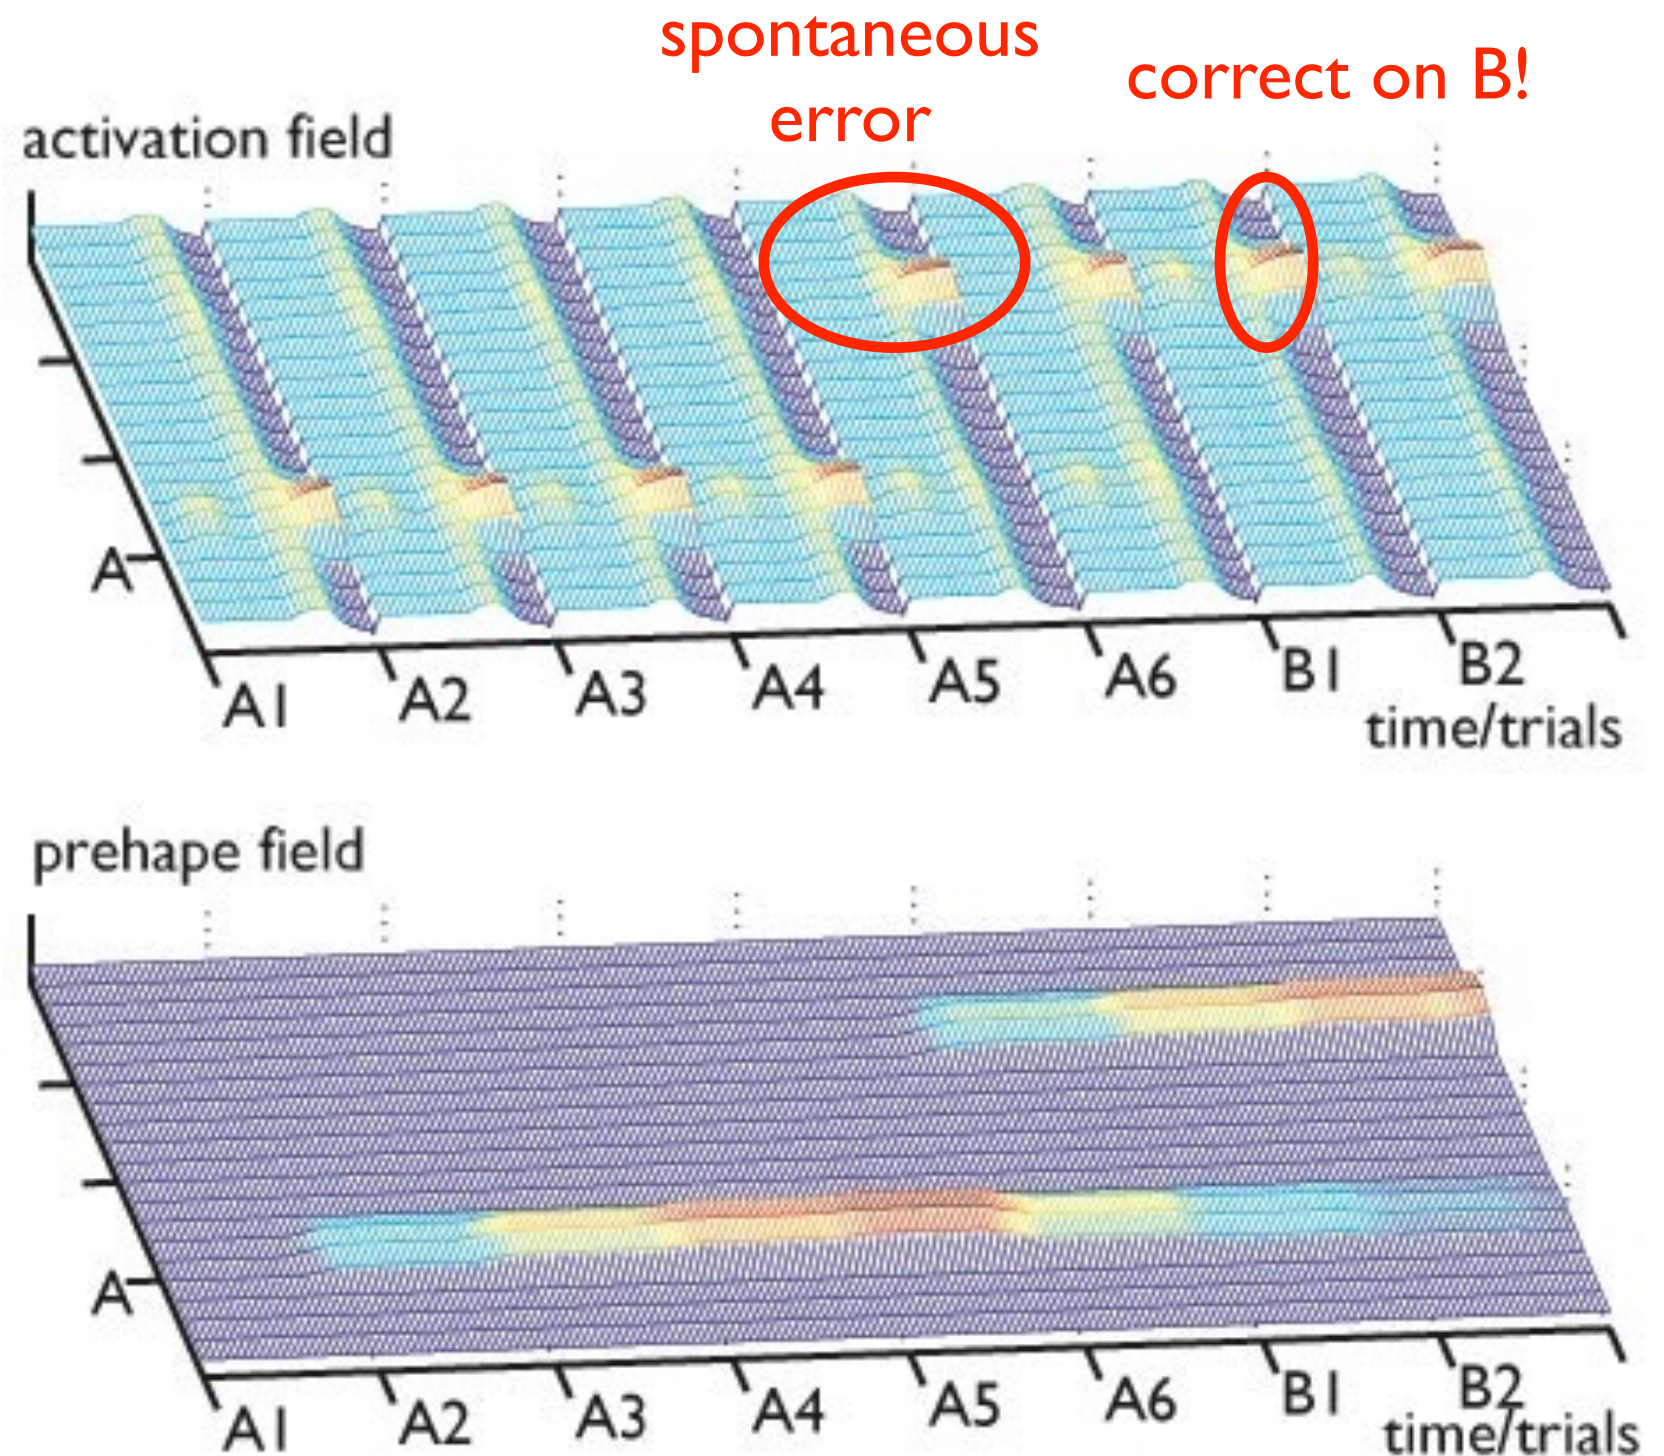 spontaneous
error
correct on B!
activation field
A
A1 A2 A3 A4 A5 A6 B1 B2
time/trials
prehape field
A
A1 A2 A3 A4 A5 A6 B1 B2
time/trials